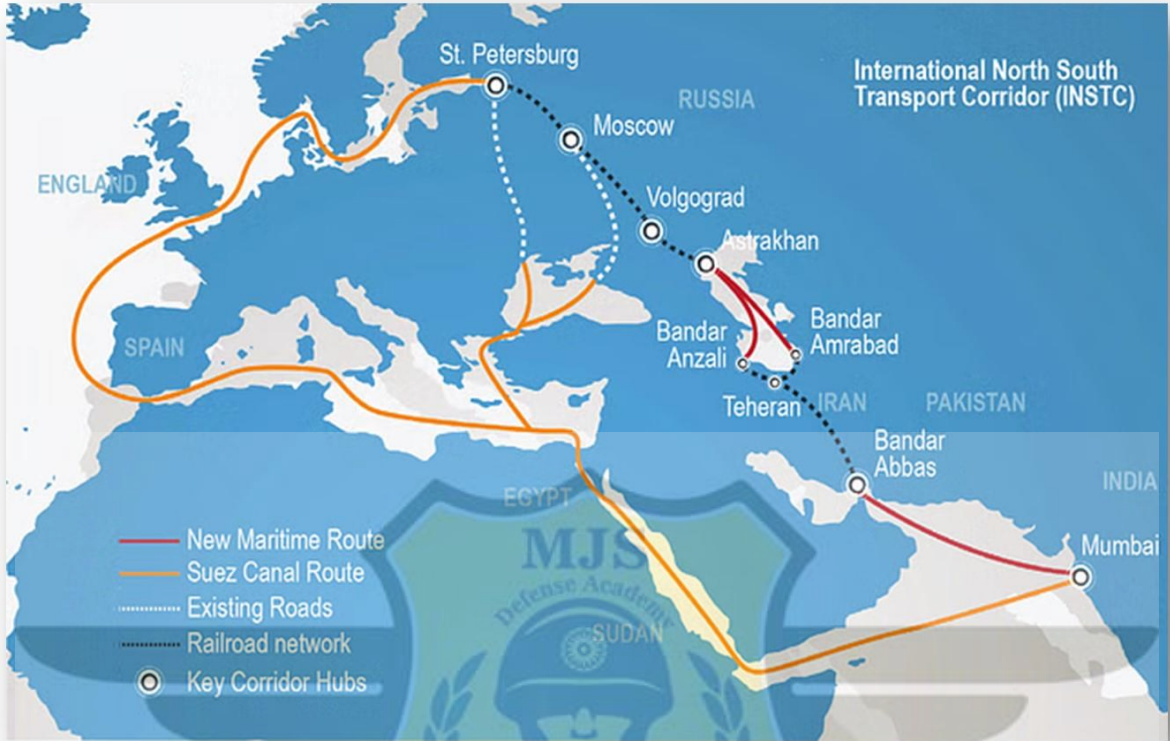 St. Petersburg
International North South
Transport Corridor (INSTC)
RUSSIA
Moscow
ENGLAND
Volgograd
Astrakhan
Bandar
Anzali
Bandar
Amrabad
SPAIN
Teheran
IRAN
PAKISTAN
Bandar
Abbas
INDIA
EGYPT
Mumbai
MJS
Defense Academy
SUDAN
New Maritime Route
Suez Canal Route
Existing Roads
Railroad network
Key Corridor Hubs